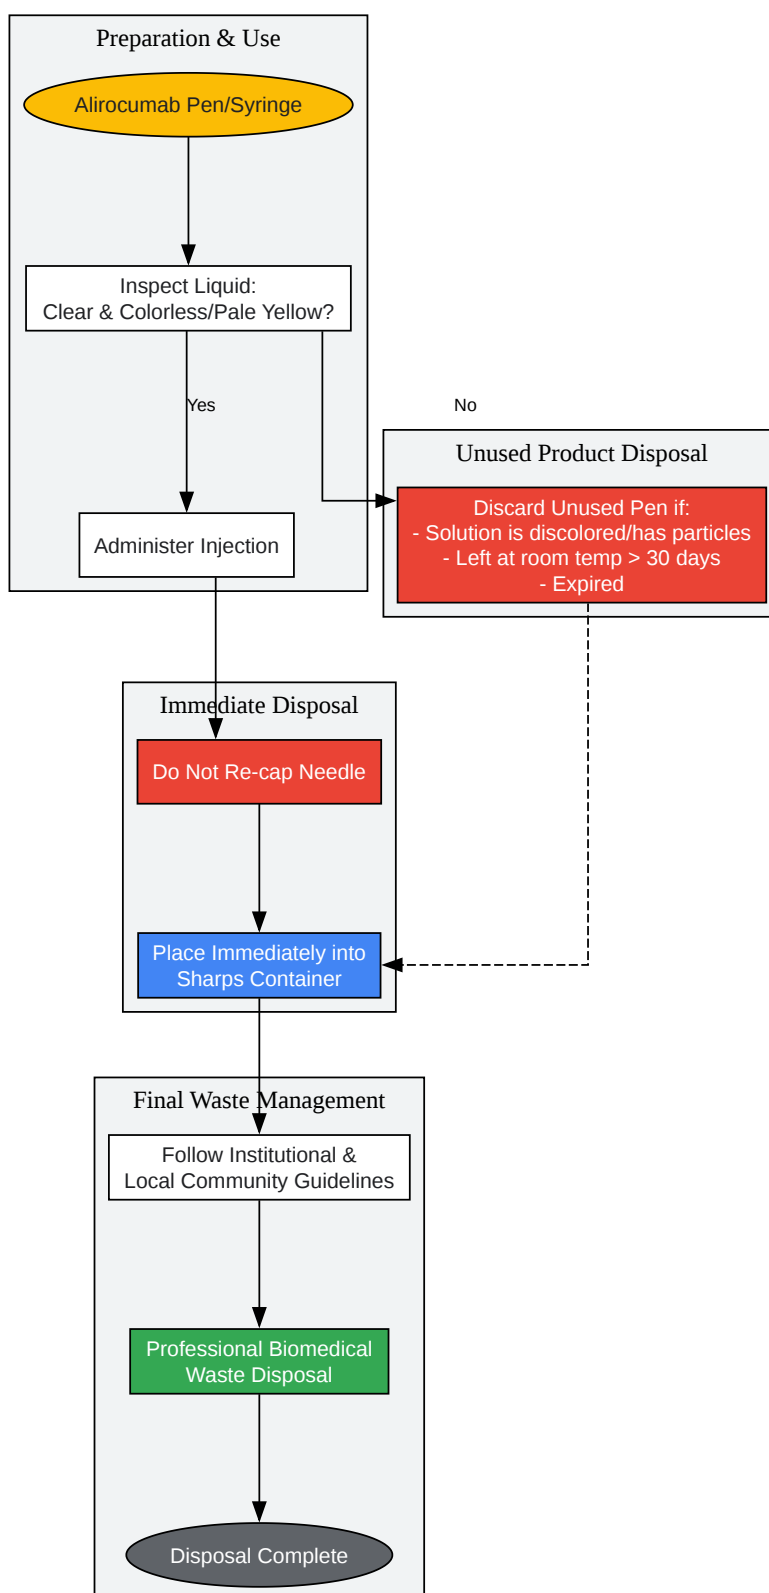 Preparation & Use
Alirocumab Pen/Syringe
Inspect Liquid:
Clear & Colorless/Pale Yellow?
Yes
No
Administer Injection
Unused Product Disposal
Discard Unused Pen if:
- Solution is discolored/has particles
- Left at room temp > 30 days
- Expired
Immediate Disposal
Do Not Re-cap Needle
Place Immediately into
Sharps Container
Final Waste Management
Follow Institutional &
Local Community Guidelines
Professional Biomedical
Waste Disposal
Disposal Complete